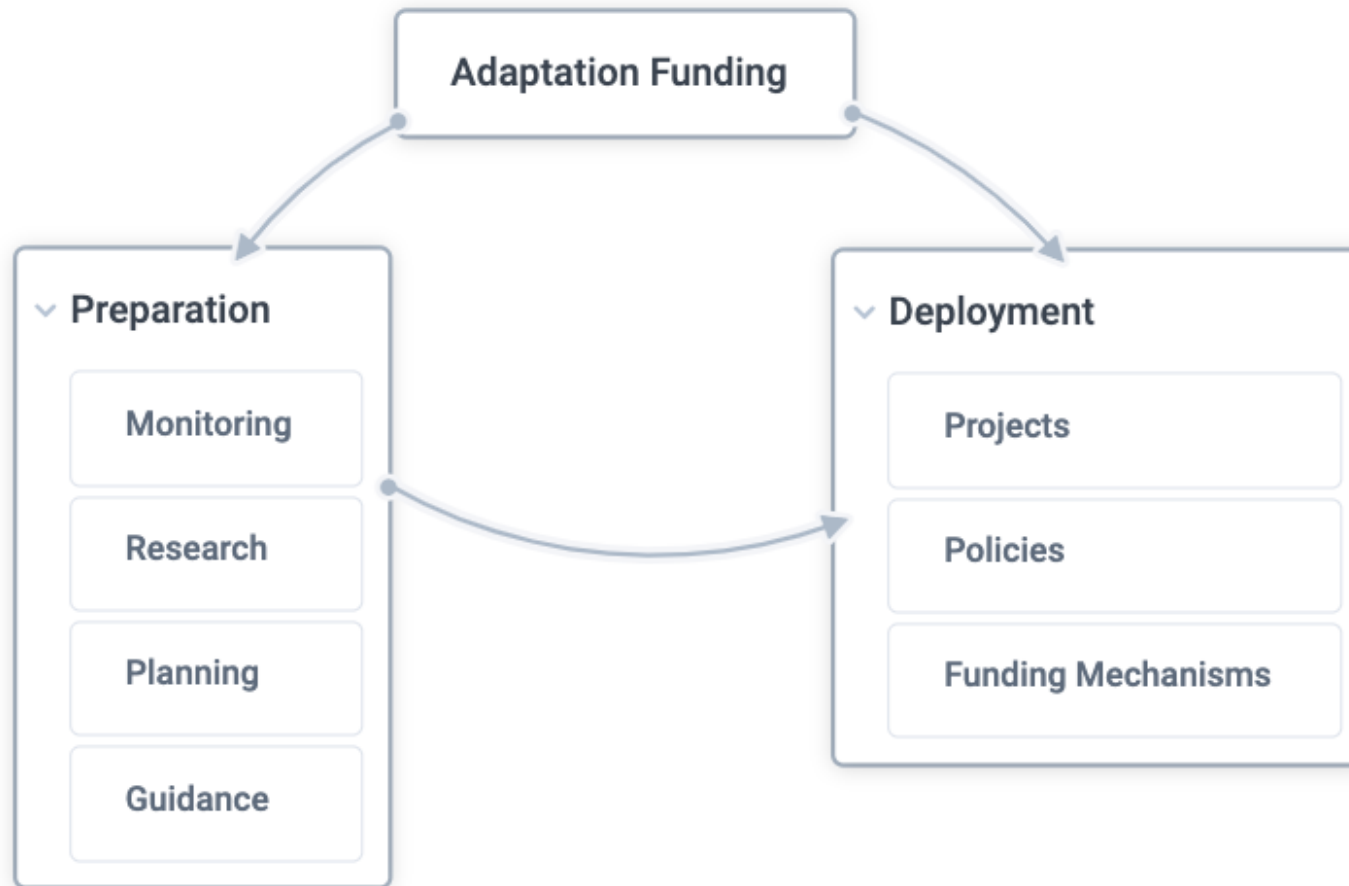 Adaptation Funding
Preparation
Monitoring
Research
Planning
Guidance
Deployment
Projects
Policies
Funding Mechanisms